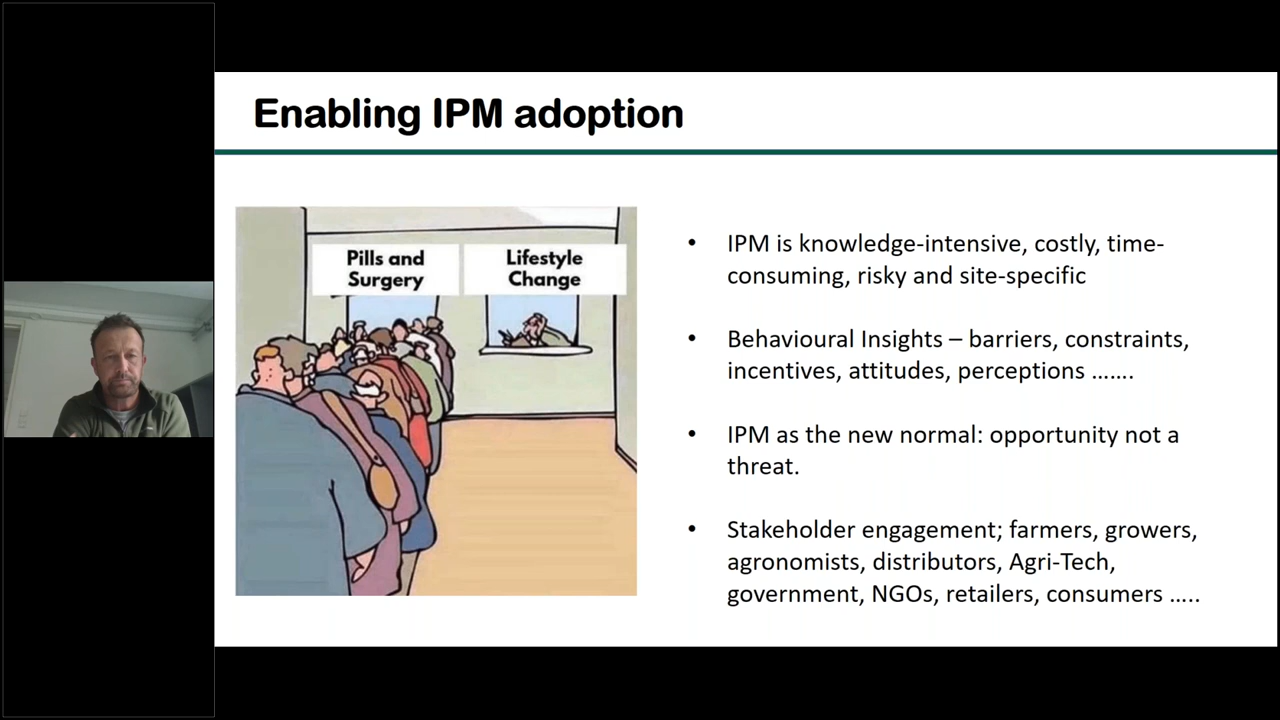 Enabling IPM adoption
Pills and
Surgery
Lifestyle
Change
• IPM is knowledge-intensive, costly, time-
consuming, risky and site-specific
• Behavioural Insights – barriers, constraints,
incentives, attitudes, perceptions …….
• IPM as the new normal: opportunity not a
threat.
• Stakeholder engagement; farmers, growers,
agronomists, distributors, Agri-Tech,
government, NGOs, retailers, consumers …..